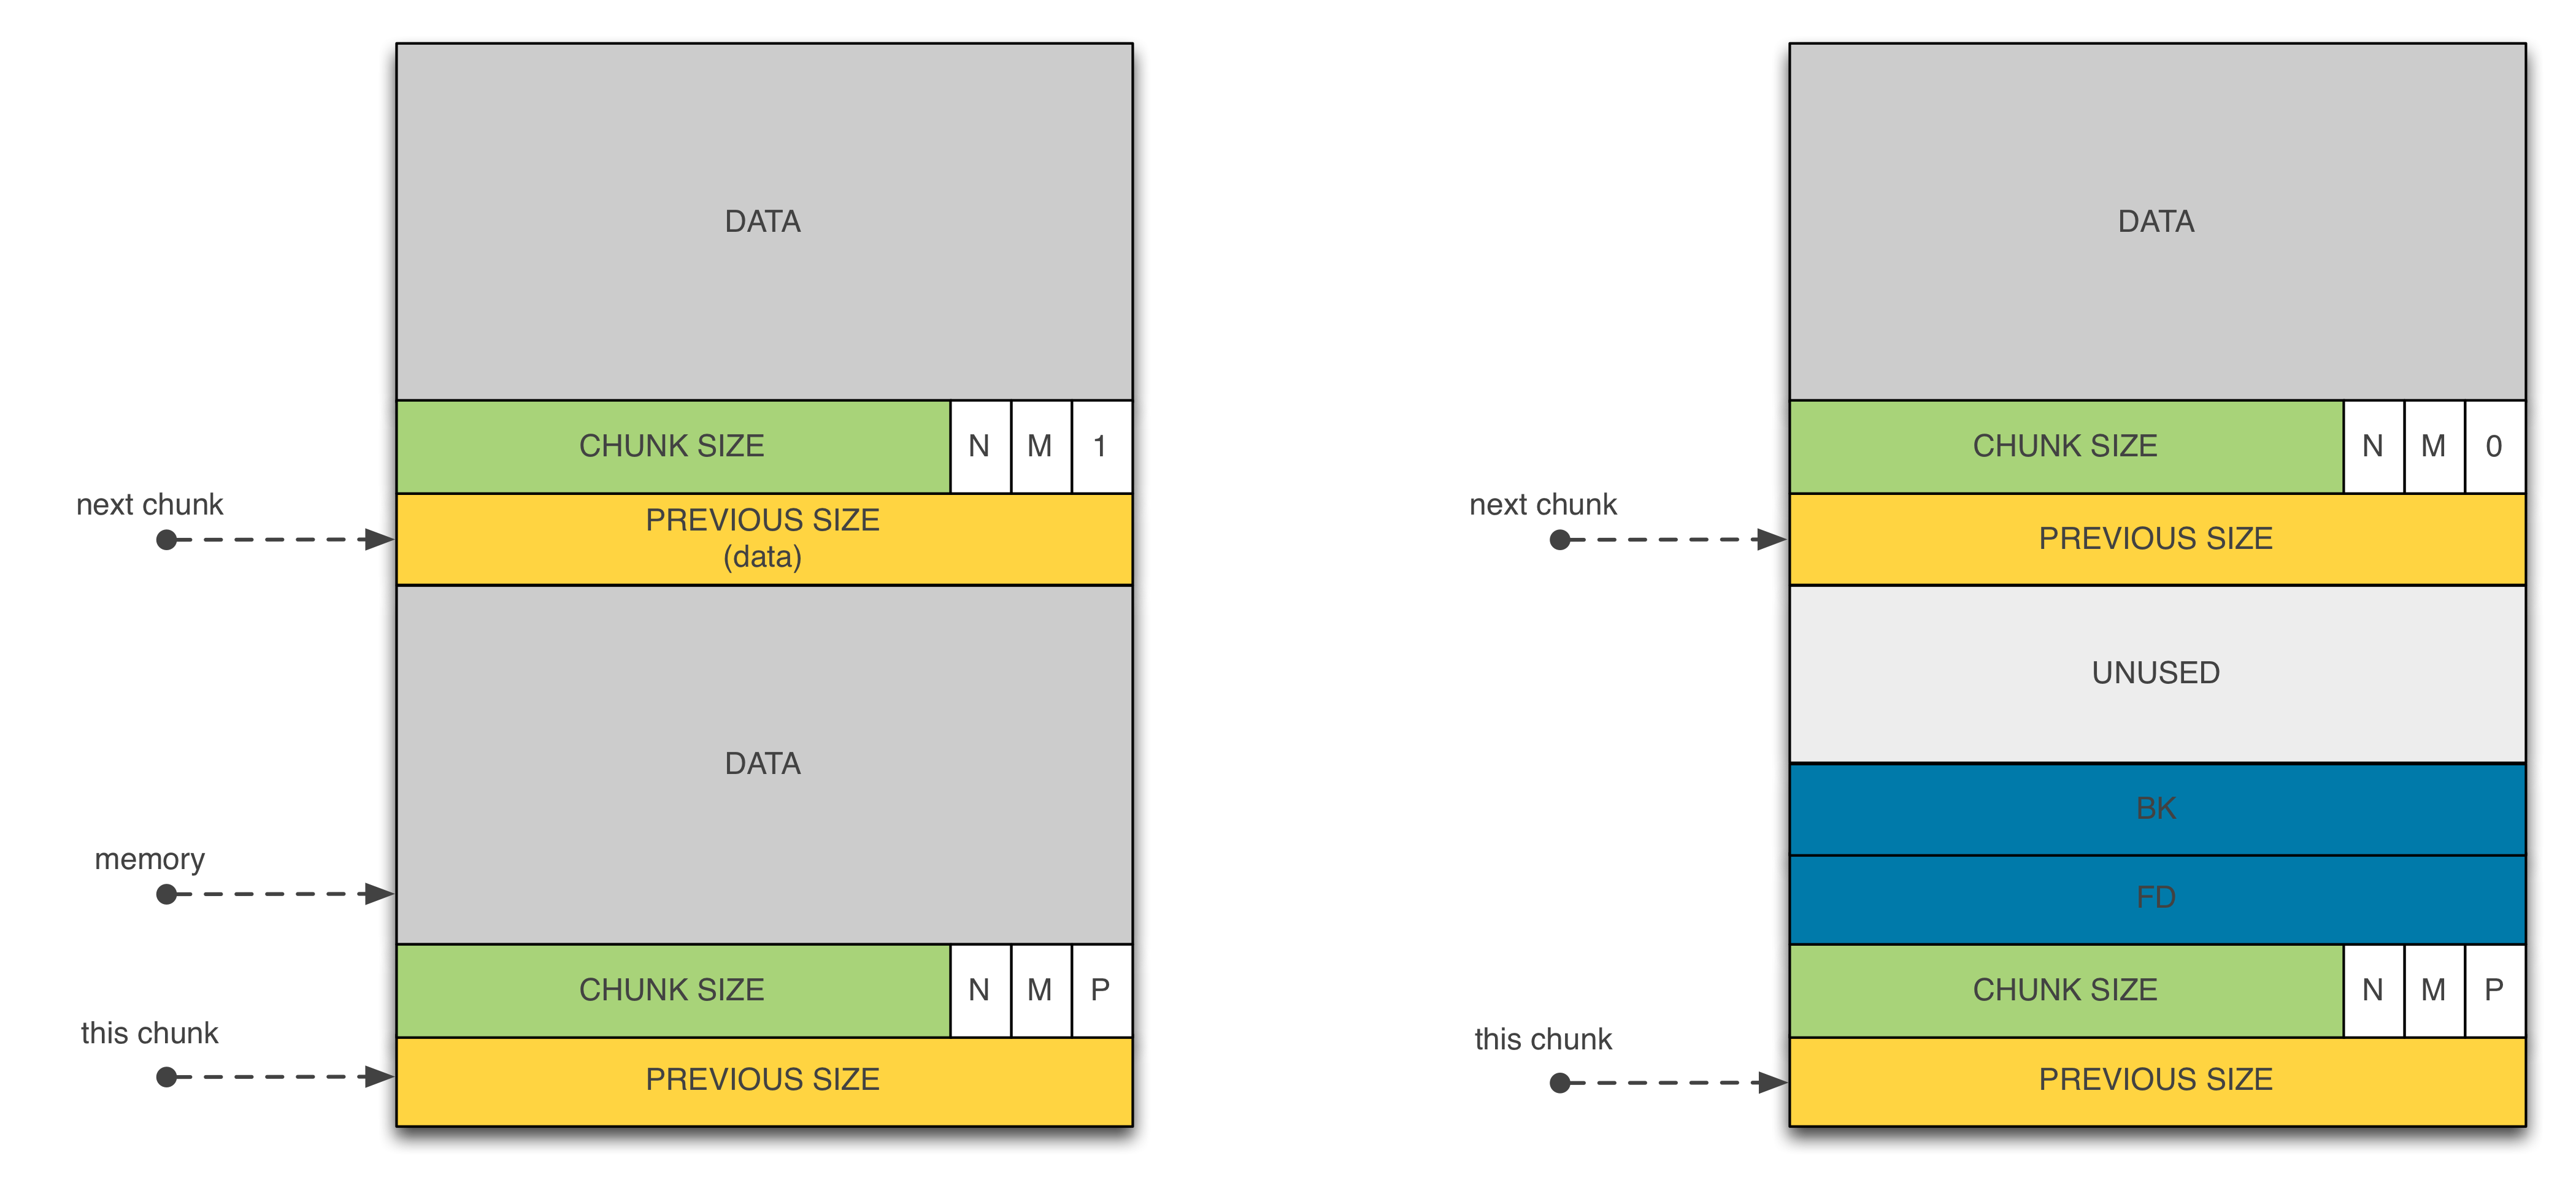 DATA
CHUNK SIZE N M 1
next chunk
PREVIOUS SIZE
(data)
DATA
memory
CHUNK SIZE N M P
this chunk
PREVIOUS SIZE
DATA
CHUNK SIZE N M 0
next chunk
PREVIOUS SIZE
UNUSED
BK
FD
CHUNK SIZE N M P
this chunk
PREVIOUS SIZE